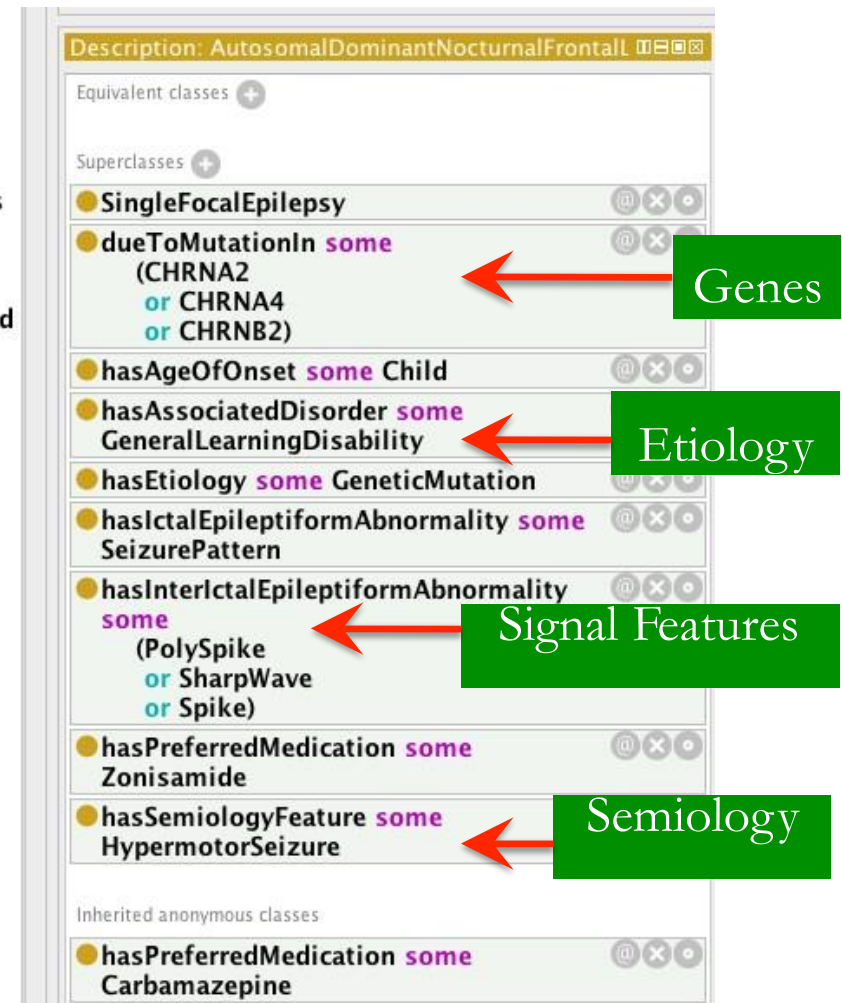 Description: AutosomalDominantNocturnalFrontalL
Equivalent classes
Superclasses
s
SingleFocalEpilepsy
dueToMutationIn some
(CHRNA2
or CHRNA4
or CHRNB2)
Genes
d
hasAgeOfOnset some Child
hasAssociatedDisorder some
GeneralLearningDisability
Etiology
hasEtiology some GeneticMutation
hasIctalEpileptiformAbnormality some
SeizurePattern
hasInterIctalEpileptiformAbnormality
some
(PolySpike
or SharpWave
or Spike)
Signal Features
hasPreferredMedication some
Zonisamide
hasSemiologyFeature some
HypermotorSeizure
Semiology
Inherited anonymous classes
hasPreferredMedication some
Carbamazepine